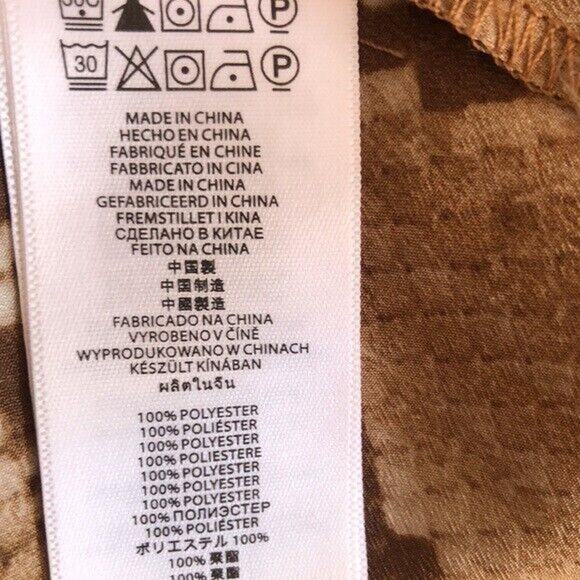 30 P
MADE IN CHINA
HECHO EN CHINA
FABRIQUÉ EN CHINE
FABBRICATO IN CINA
MADE IN CHINA
GEFABRICEERD IN CHINA
FREMSTILLET I KINA
СДЕЛАНО В КИТАЕ
FEITO NA CHINA
中国製
中国制造
中國製造
FABRICADO NA CHINA
VYROBENO V ČÍNĚ
WYPRODUKOWANO W CHINACH
KÉSZÜLT KÍNÁBAN
ผลิตในจีน
100% POLYESTER
100% POLIÉSTER
100% POLYESTER
100% POLIESTERE
100% POLYESTER
100% POLYESTER
100% POLYESTER
100% ПОЛИЭСТЕР
100% POLIÉSTER
ポリエステル 100%
100% 聚酯
100% 聚酯